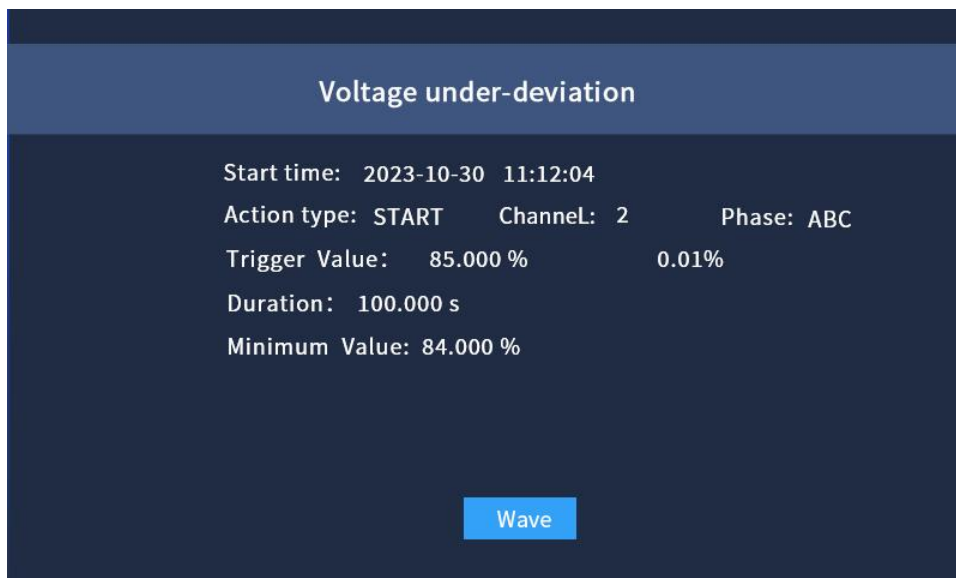 Voltage under-deviation
Start time: 2023-10-30 11:12:04
Action type: START ChanneL: 2 Phase: ABC
Trigger Value： 85.000 % 0.01%
Duration： 100.000 s
Minimum Value: 84.000 %
Wave